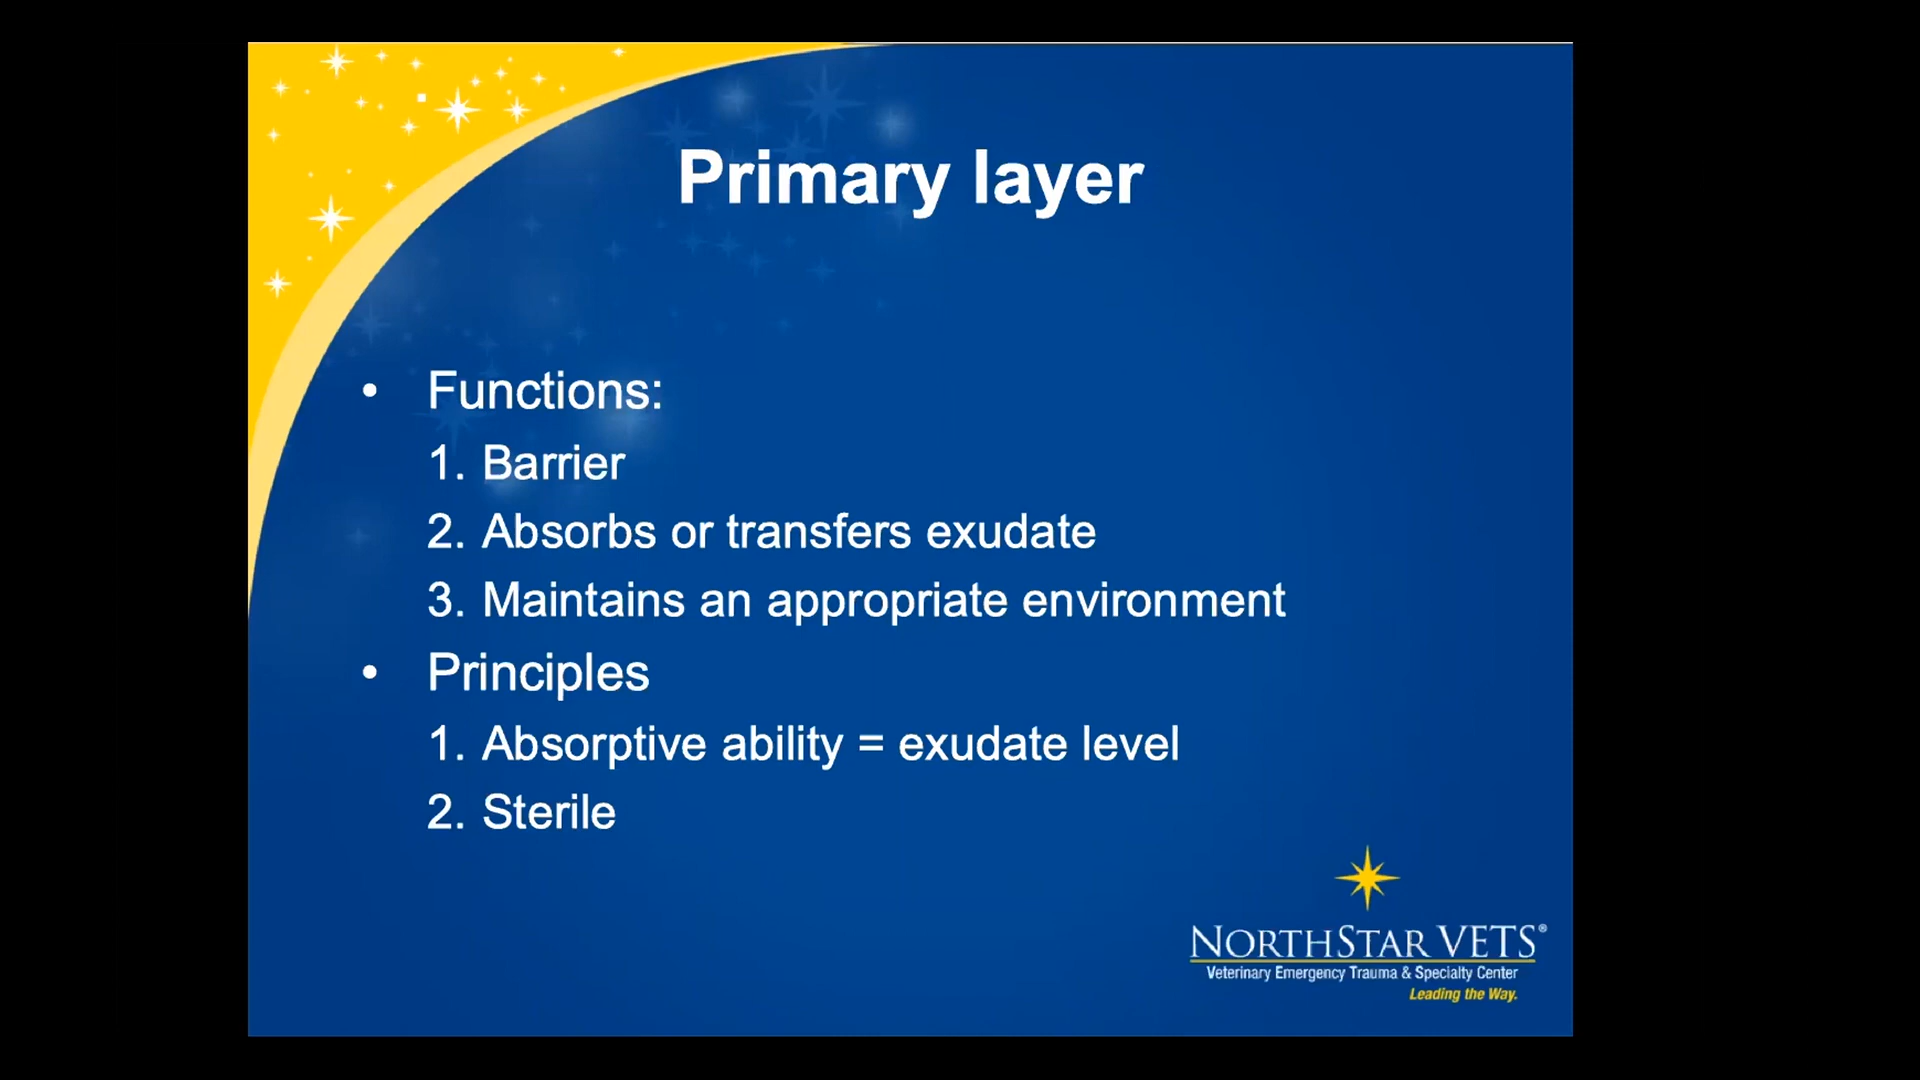 Primary layer
• Functions:
1. Barrier
2. Absorbs or transfers exudate
3. Maintains an appropriate environment
• Principles
1. Absorptive ability = exudate level
2. Sterile
NORTHSTAR VETS®
Veterinary Emergency Trauma & Specialty Center
Leading the Way.